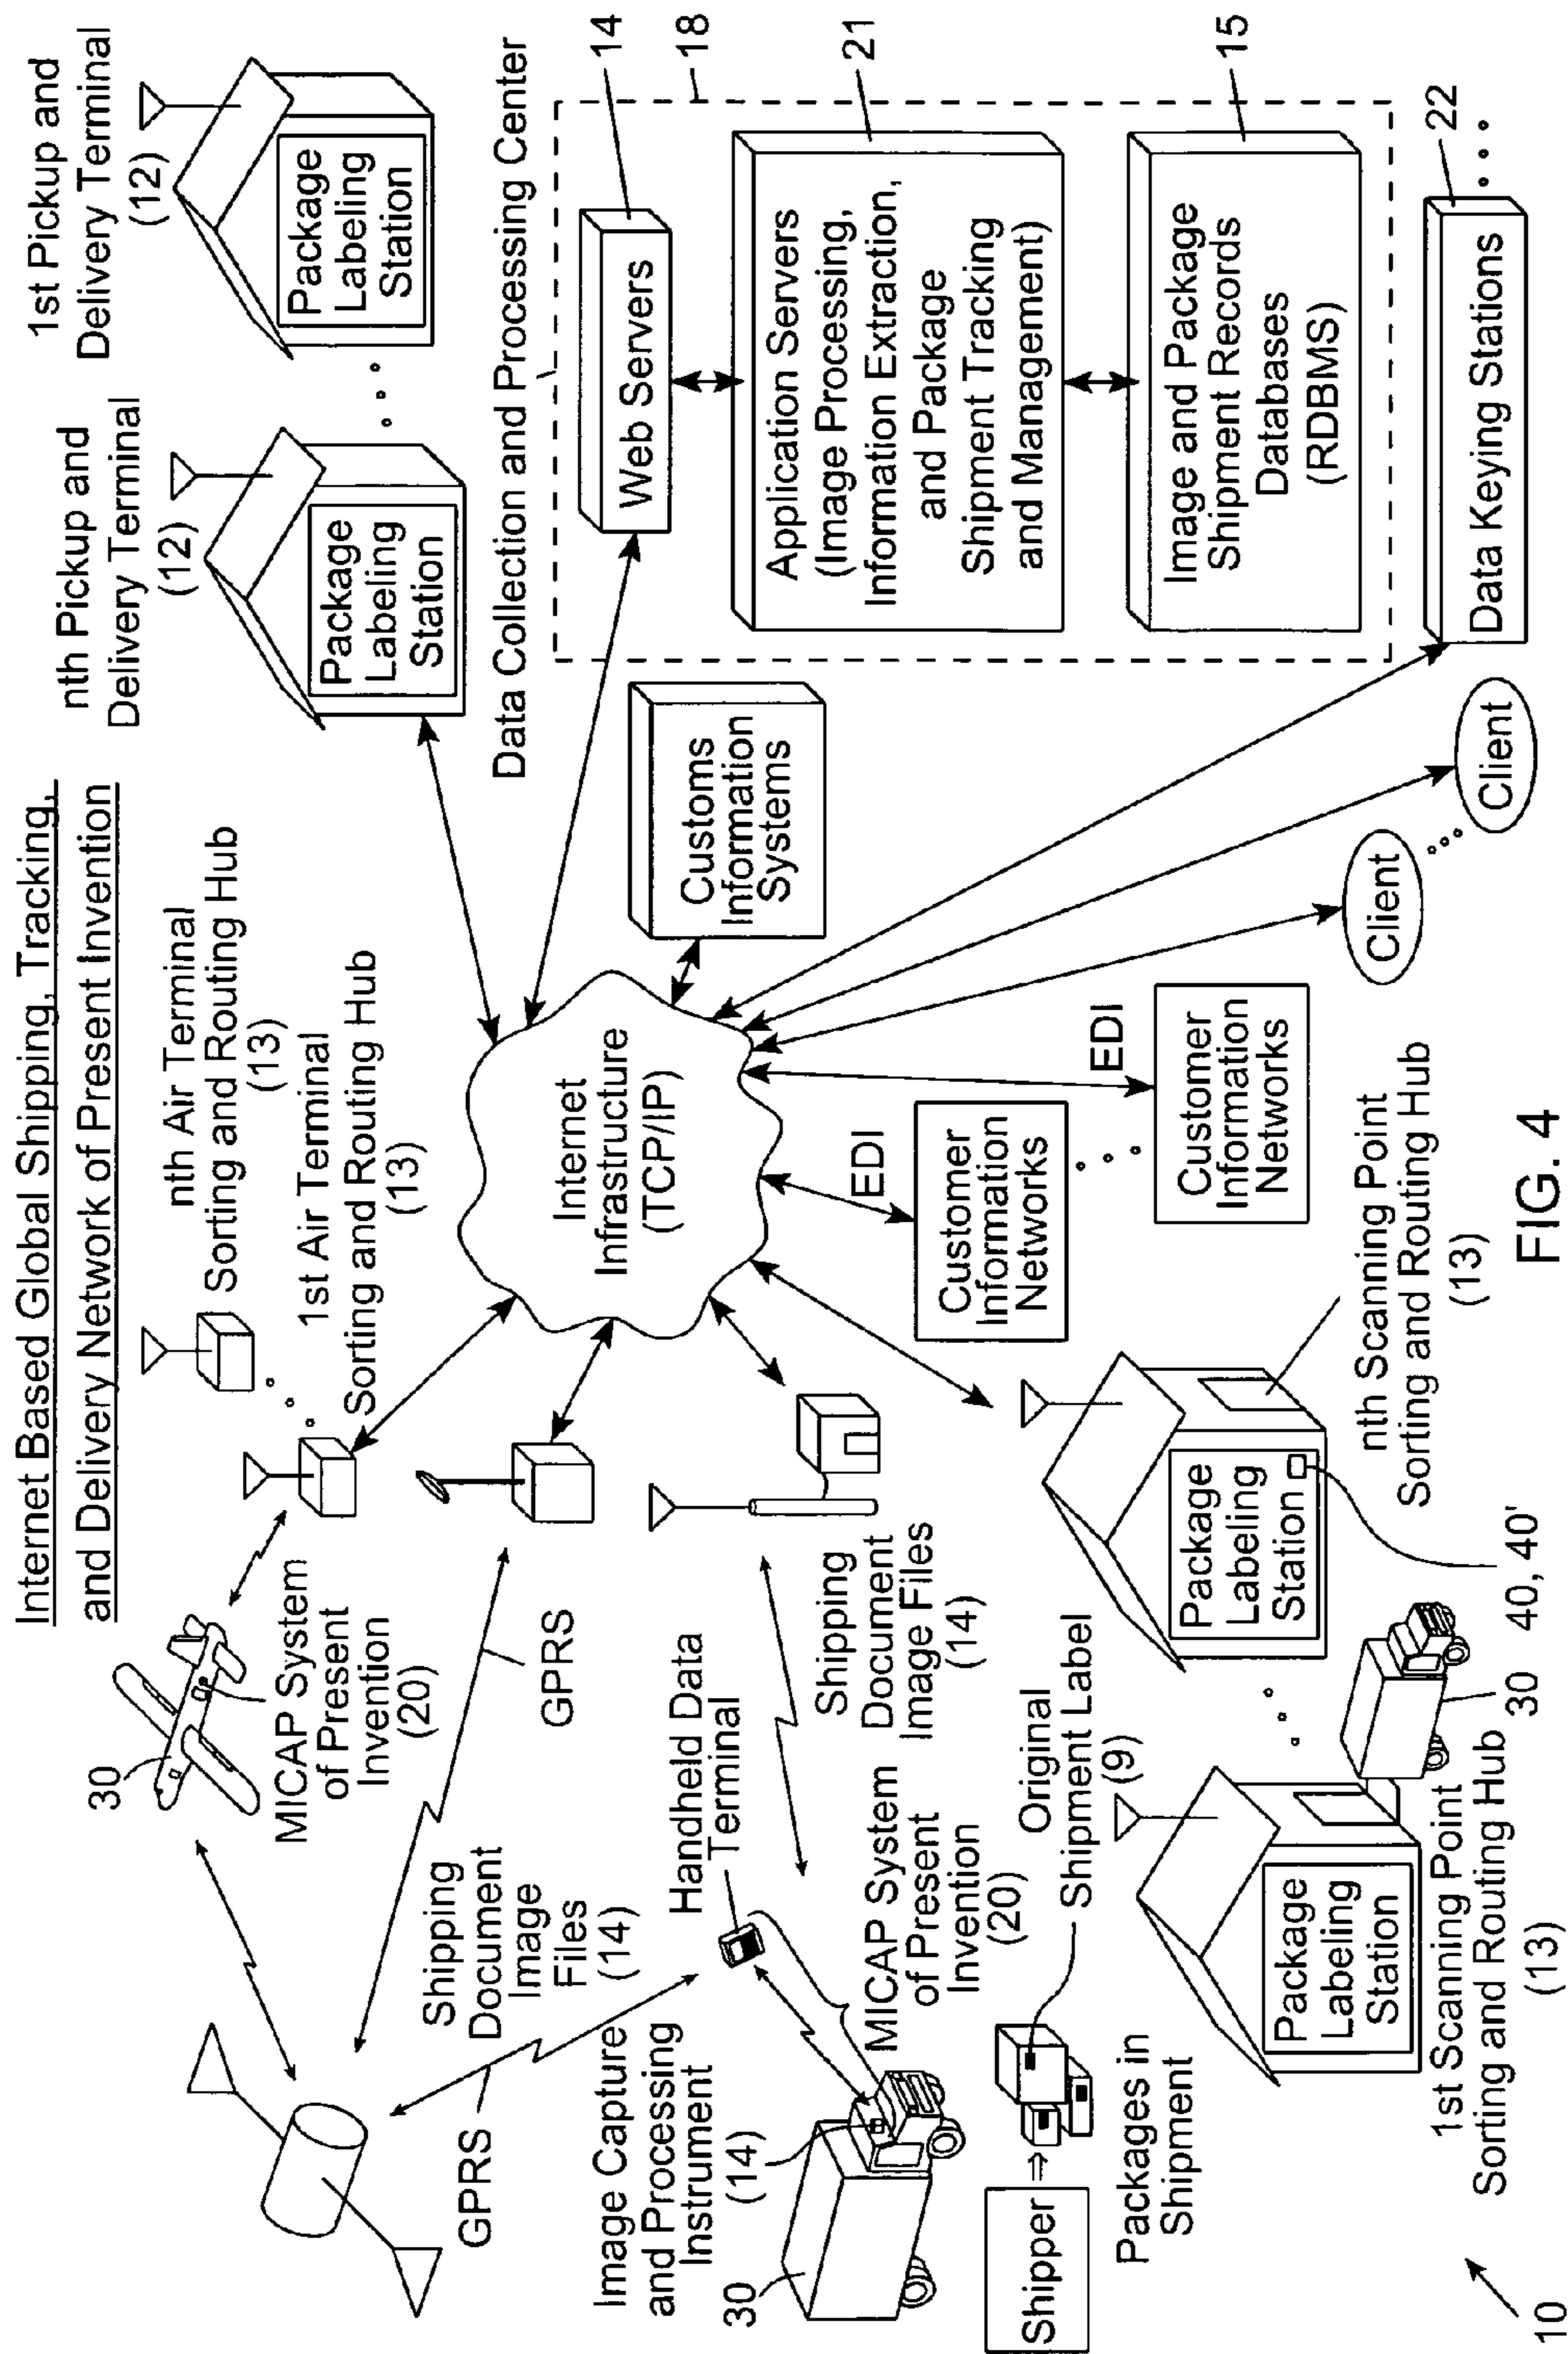 Internet Based Global Shipping, Tracking,
and Delivery Network of Present Invention
1st Pickup and
Delivery Terminal
(12)
Package
Labeling
Station
nth Pickup and
Delivery Terminal
(12)
Package
Labeling
Station
nth Air Terminal
Sorting and Routing Hub
(13)
1st Air Terminal
Sorting and Routing Hub
(13)
30
MICAP System
of Present
Invention
(20)
GPRS
Shipping
Document
Image
Files
(14)
GPRS
Handheld Data
Terminal
Image Capture
and Processing
Instrument
(14)
30
MICAP System
of Present
Invention
(20)
Shipping
Document
Image Files
(14)
Original
Shipment Label
(9)
Shipper
⇒
Packages in
Shipment
Package
Labeling
Station
1st Scanning Point
Sorting and Routing Hub
(13)
30
40, 40'
Package
Labeling
Station
nth Scanning Point
Sorting and Routing Hub
(13)
Internet
Infrastructure
(TCP/IP)
EDI
Customer
Information
Networks
EDI
Customer
Information
Networks
Customs
Information
Systems
Client
Client
Data Collection and Processing Center
Web Servers
14
18
Application Servers
(Image Processing,
Information Extraction,
and Package
Shipment Tracking
and Management)
21
Image and Package
Shipment Records
Databases
(RDBMS)
15
Data Keying Stations
22
10
FIG. 4